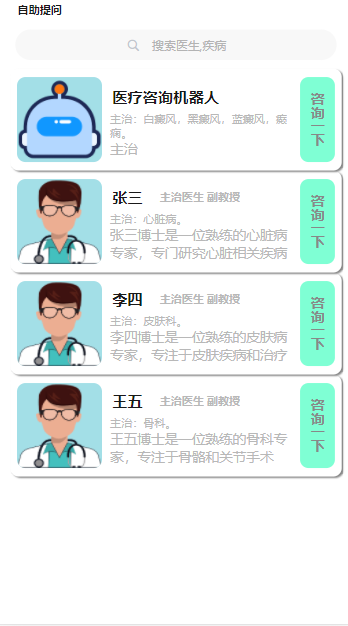 自助提问
搜索医生,疾病
医疗咨询机器人
主治：白癜风，黑癜风，蓝癜风，癫
痫。
主治
咨询一下
张三 主治医生 副教授
主治：心脏病。
张三博士是一位熟练的心脏病
专家，专门研究心脏相关疾病
咨询一下
李四 主治医生 副教授
主治：皮肤科。
李四博士是一位熟练的皮肤病
专家，专注于皮肤疾病和治疗
咨询一下
王五 主治医生 副教授
主治：骨科。
王五博士是一位熟练的骨科专
家，专注于骨骼和关节手术
咨询一下